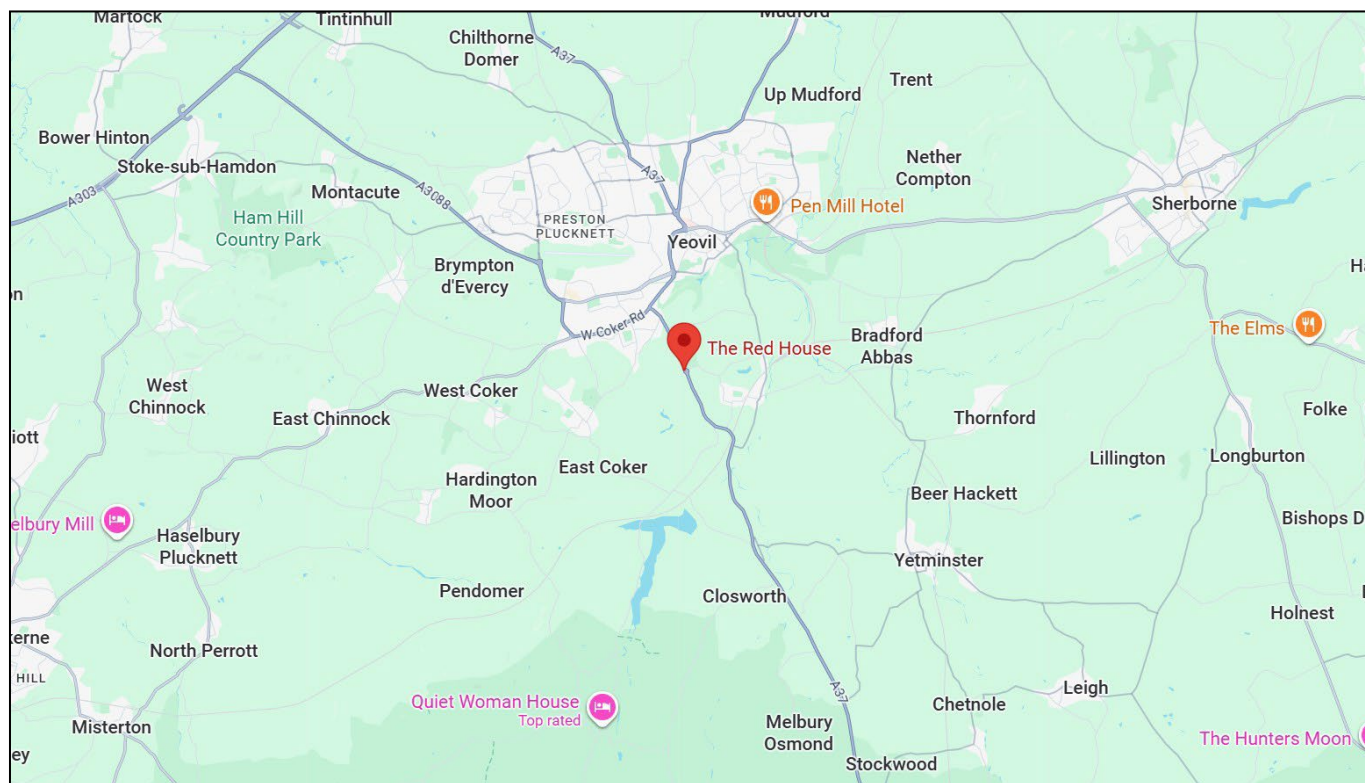 Martock
Tintinhull
Chilthorne
Domer
A37
Mudford
Up Mudford
Trent
Bower Hinton
Stoke-sub-Hamdon
Montacute
A303
A3088
A37
Nether
Compton
Ham Hill
Country Park
PRESTON
PLUCKNETT
Yeovil
Pen Mill Hotel
Sherborne
Brympton
d'Evercy
W Coker Rd
The Red House
Bradford
Abbas
The Elms
West
Chinnock
East Chinnock
West Coker
Thornford
Folke
Hardington
Moor
East Coker
Lillington
Longburton
Beer Hackett
elbury Mill
Haselbury
Plucknett
Bishops D
Yetminster
Pendomer
Closworth
Holnest
kerne
HILL
North Perrott
Misterton
Quiet Woman House
Top rated
A37
Melbury
Osmond
Stockwood
Chetnole
Leigh
The Hunters Moon